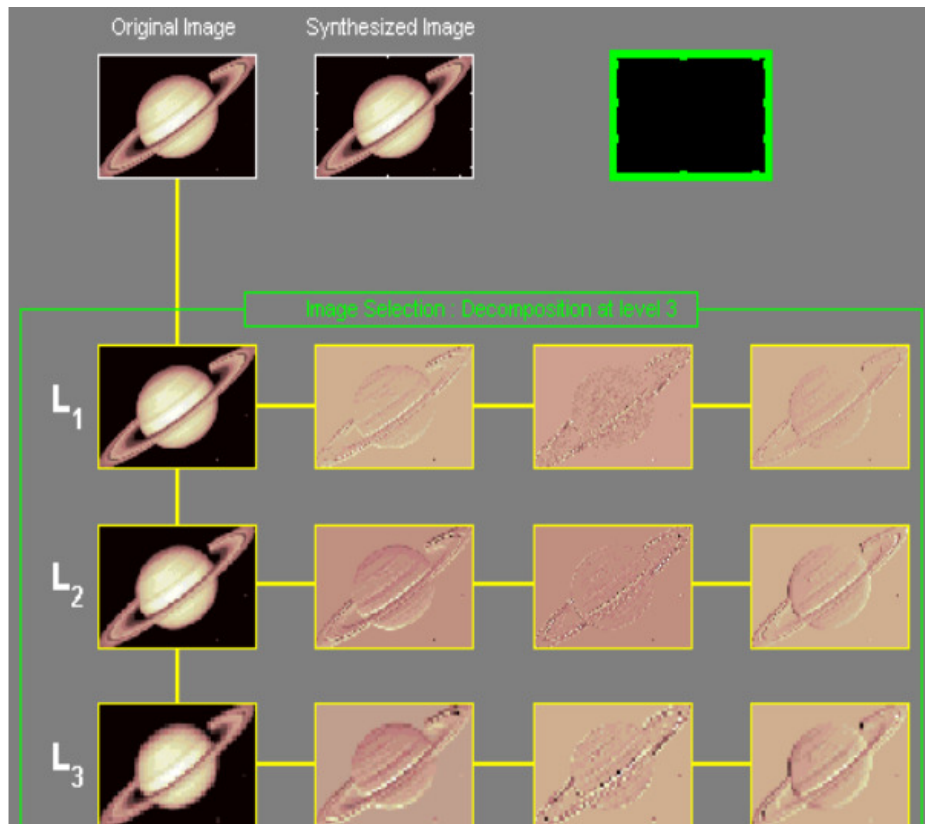 Original Image
Synthesized Image
Image Selection : Decomposition at level 3
L1
L2
L3